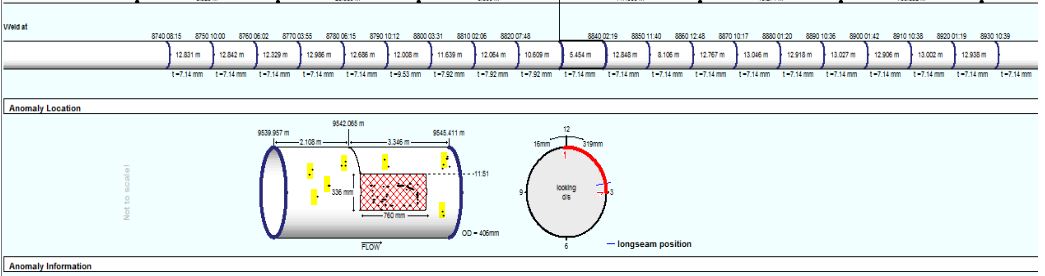 Weld at
8740 08:15 8750 10:00 8760 06:02 8770 03:55 8780 06:15 8790 10:12 8800 03:31 8810 02:06 8820 07:48 8840 02:19 8850 11:40 8860 12:48 8870 10:17 8880 01:20 8890 10:36 8900 01:42 8910 10:38 8920 01:19 8930 10:39
12.831 m 12.842 m 12.329 m 12.986 m 12.686 m 12.008 m 11.639 m 12.064 m 10.609 m 5.454 m 12.848 m 8.106 m 12.767 m 13.046 m 12.918 m 13.027 m 12.906 m 13.002 m 12.938 m
t =7.14 mm t =7.14 mm t =7.14 mm t =7.14 mm t =7.14 mm t =9.53 mm t =7.92 mm t =7.92 mm t =7.92 mm t =7.14 mm t =7.14 mm t =7.14 mm t =7.14 mm t =7.14 mm t =7.14 mm t =7.14 mm t =7.14 mm t =7.14 mm t =7.14 mm t =7.14 mm
Anomaly Location
9539.957 m 9542.065 m 9545.411 m
2.108 m 3.346 m
11:51
336 mm
760 mm
OD = 406mm
FLOW
Not to scale!
12
16mm 319mm
1
looking
d/s
9 3
6
longseam position
Anomaly Information